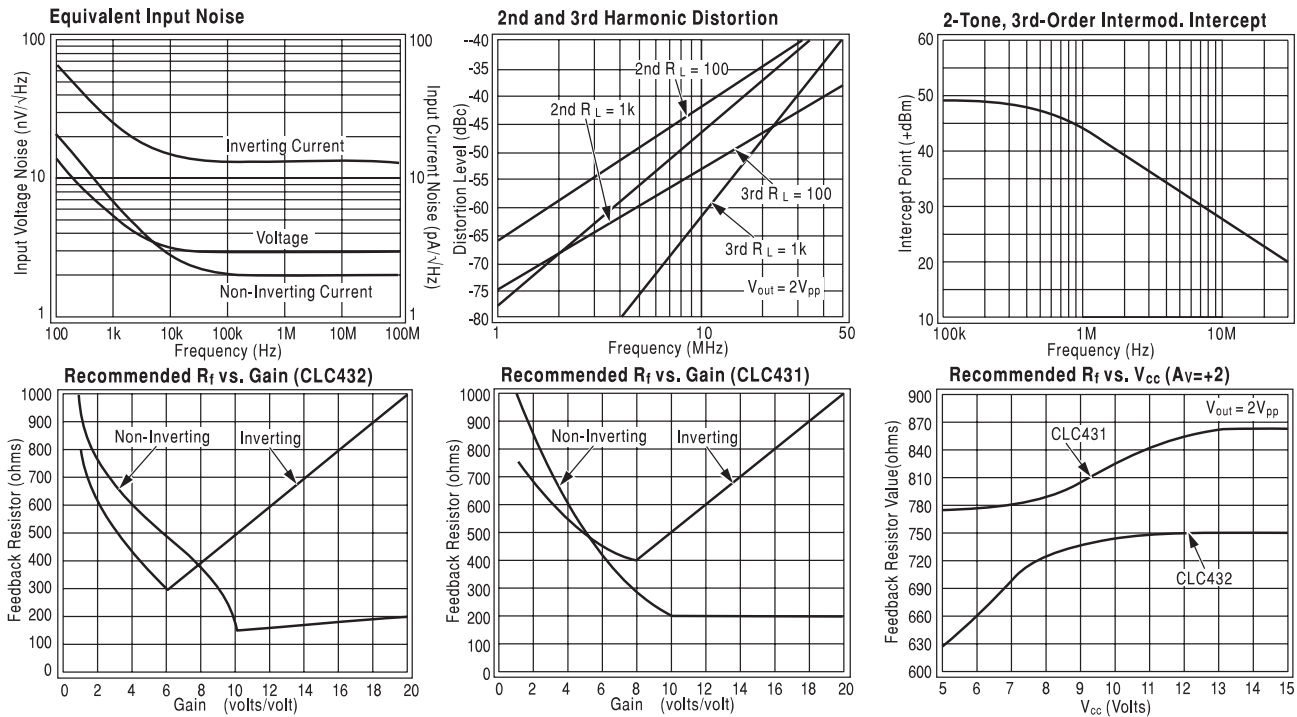 Equivalent Input Noise
100
10
1
Input Voltage Noise (nV/√Hz)
Inverting Current
Voltage
Non-Inverting Current
100
10
1
Input Current Noise (pA/√Hz)
100 1k 10k 100k 1M 10M 100M
Frequency (Hz)
2nd and 3rd Harmonic Distortion
--40
-45
-40
-45
-50
-55
-60
-65
-70
-75
-80
Distortion Level (dBc)
2nd R L = 100
2nd R L = 1k
3rd R L = 100
3rd R L = 1k
Vout = 2Vpp
1 10 50
Frequency (MHz)
2-Tone, 3rd-Order Intermod. Intercept
60
50
40
30
20
10
Intercept Point (+dBm)
100k 1M 10M
Frequency (Hz)
Recommended Rf vs. Gain (CLC432)
1000
900
800
700
600
500
400
300
200
100
0
Feedback Resistor (ohms)
Non-Inverting
Inverting
0 2 4 6 8 10 12 14 16 18 20
Gain (volts/volt)
Recommended Rf vs. Gain (CLC431)
1000
900
800
700
600
500
400
300
200
100
0
Feedback Resistor (ohms)
Non-Inverting
Inverting
0 2 4 6 8 10 12 14 16 18 20
Gain (volts/volt)
Recommended Rf vs. Vcc (AV=+2)
900
870
840
810
780
750
720
690
660
630
600
Feedback Resistor Value(ohms)
Vout = 2Vpp
CLC431
CLC432
5 6 7 8 9 10 11 12 13 14 15
Vcc (Volts)